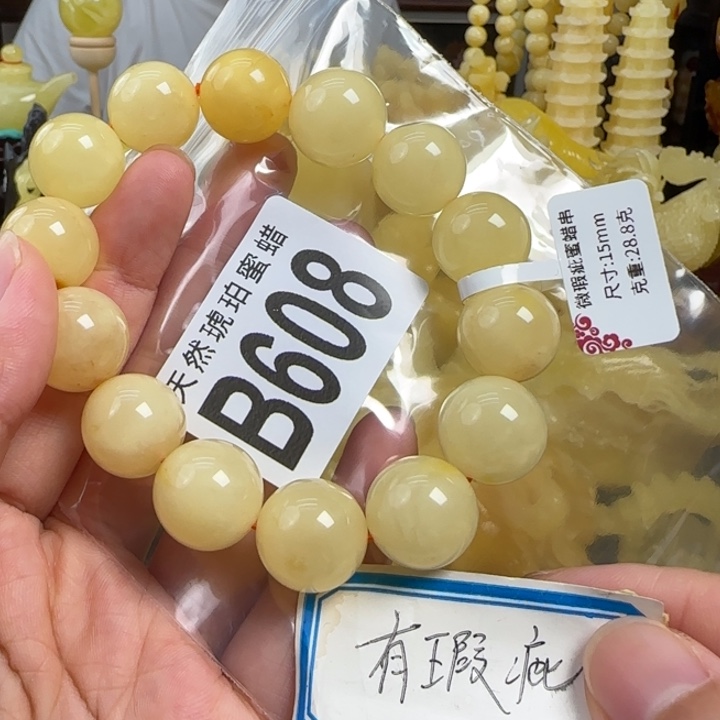 天然琥珀蜜蜡
B608
微瑕疵蜜蜡串
尺寸:15mm
克重:28.8克
有瑕疵